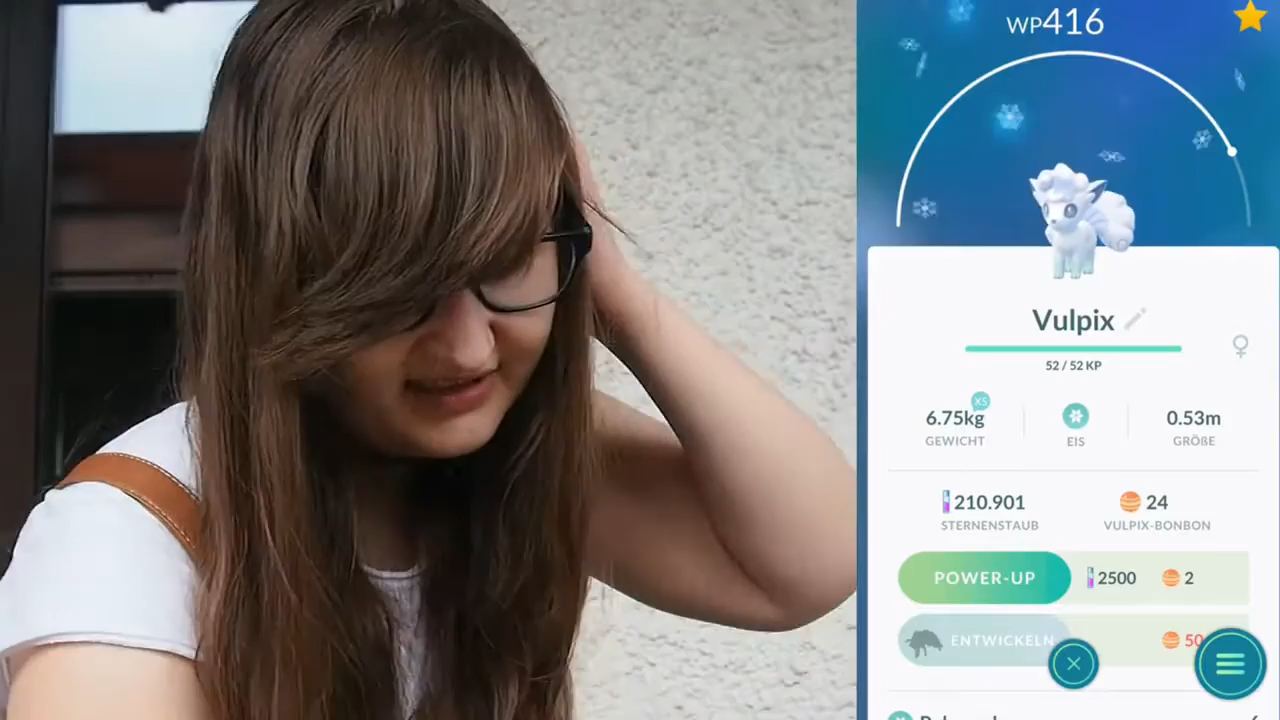 WP416
Vulpix
52 / 52 KP
XS
6.75kg
GEWICHT
EIS
0.53m
GRÖßE
210.901
STERNENSTAUB
24
VULPIX-BONBON
POWER-UP
2500
2
ENTWICKELN
50